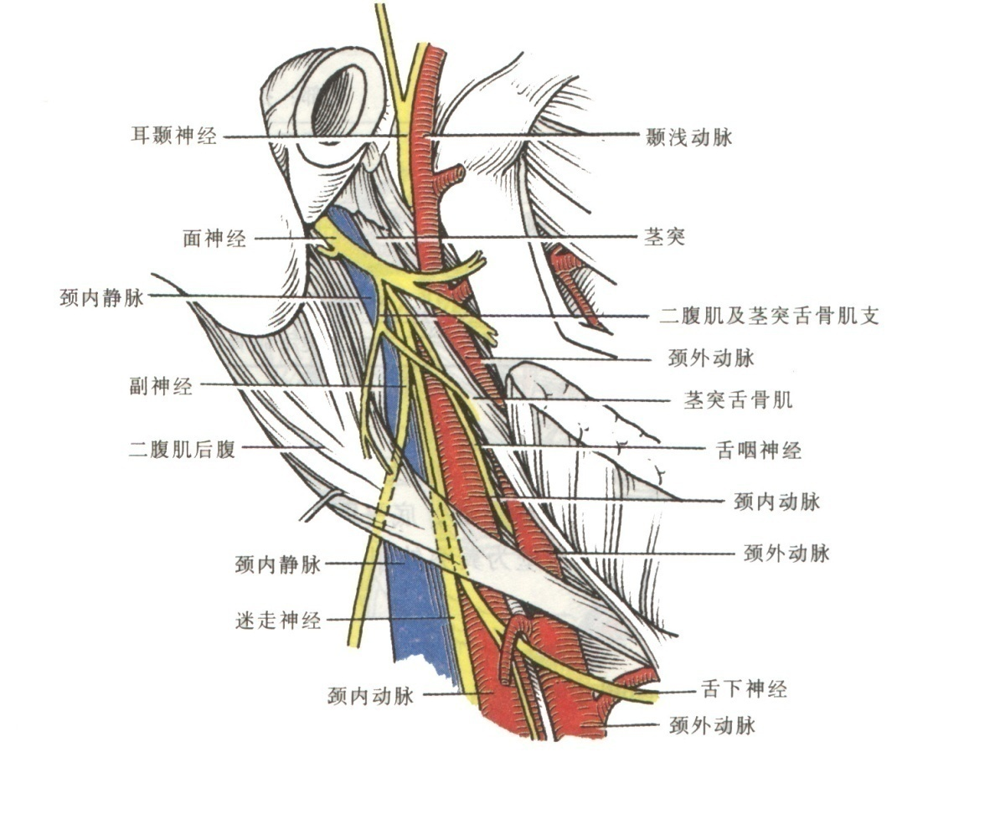 耳颞神经
颞浅动脉
面神经
茎突
颈内静脉
二腹肌及茎突舌骨肌支
颈外动脉
副神经
茎突舌骨肌
二腹肌后腹
舌咽神经
颈内动脉
颈外动脉
颈内静脉
迷走神经
颈内动脉
舌下神经
颈外动脉